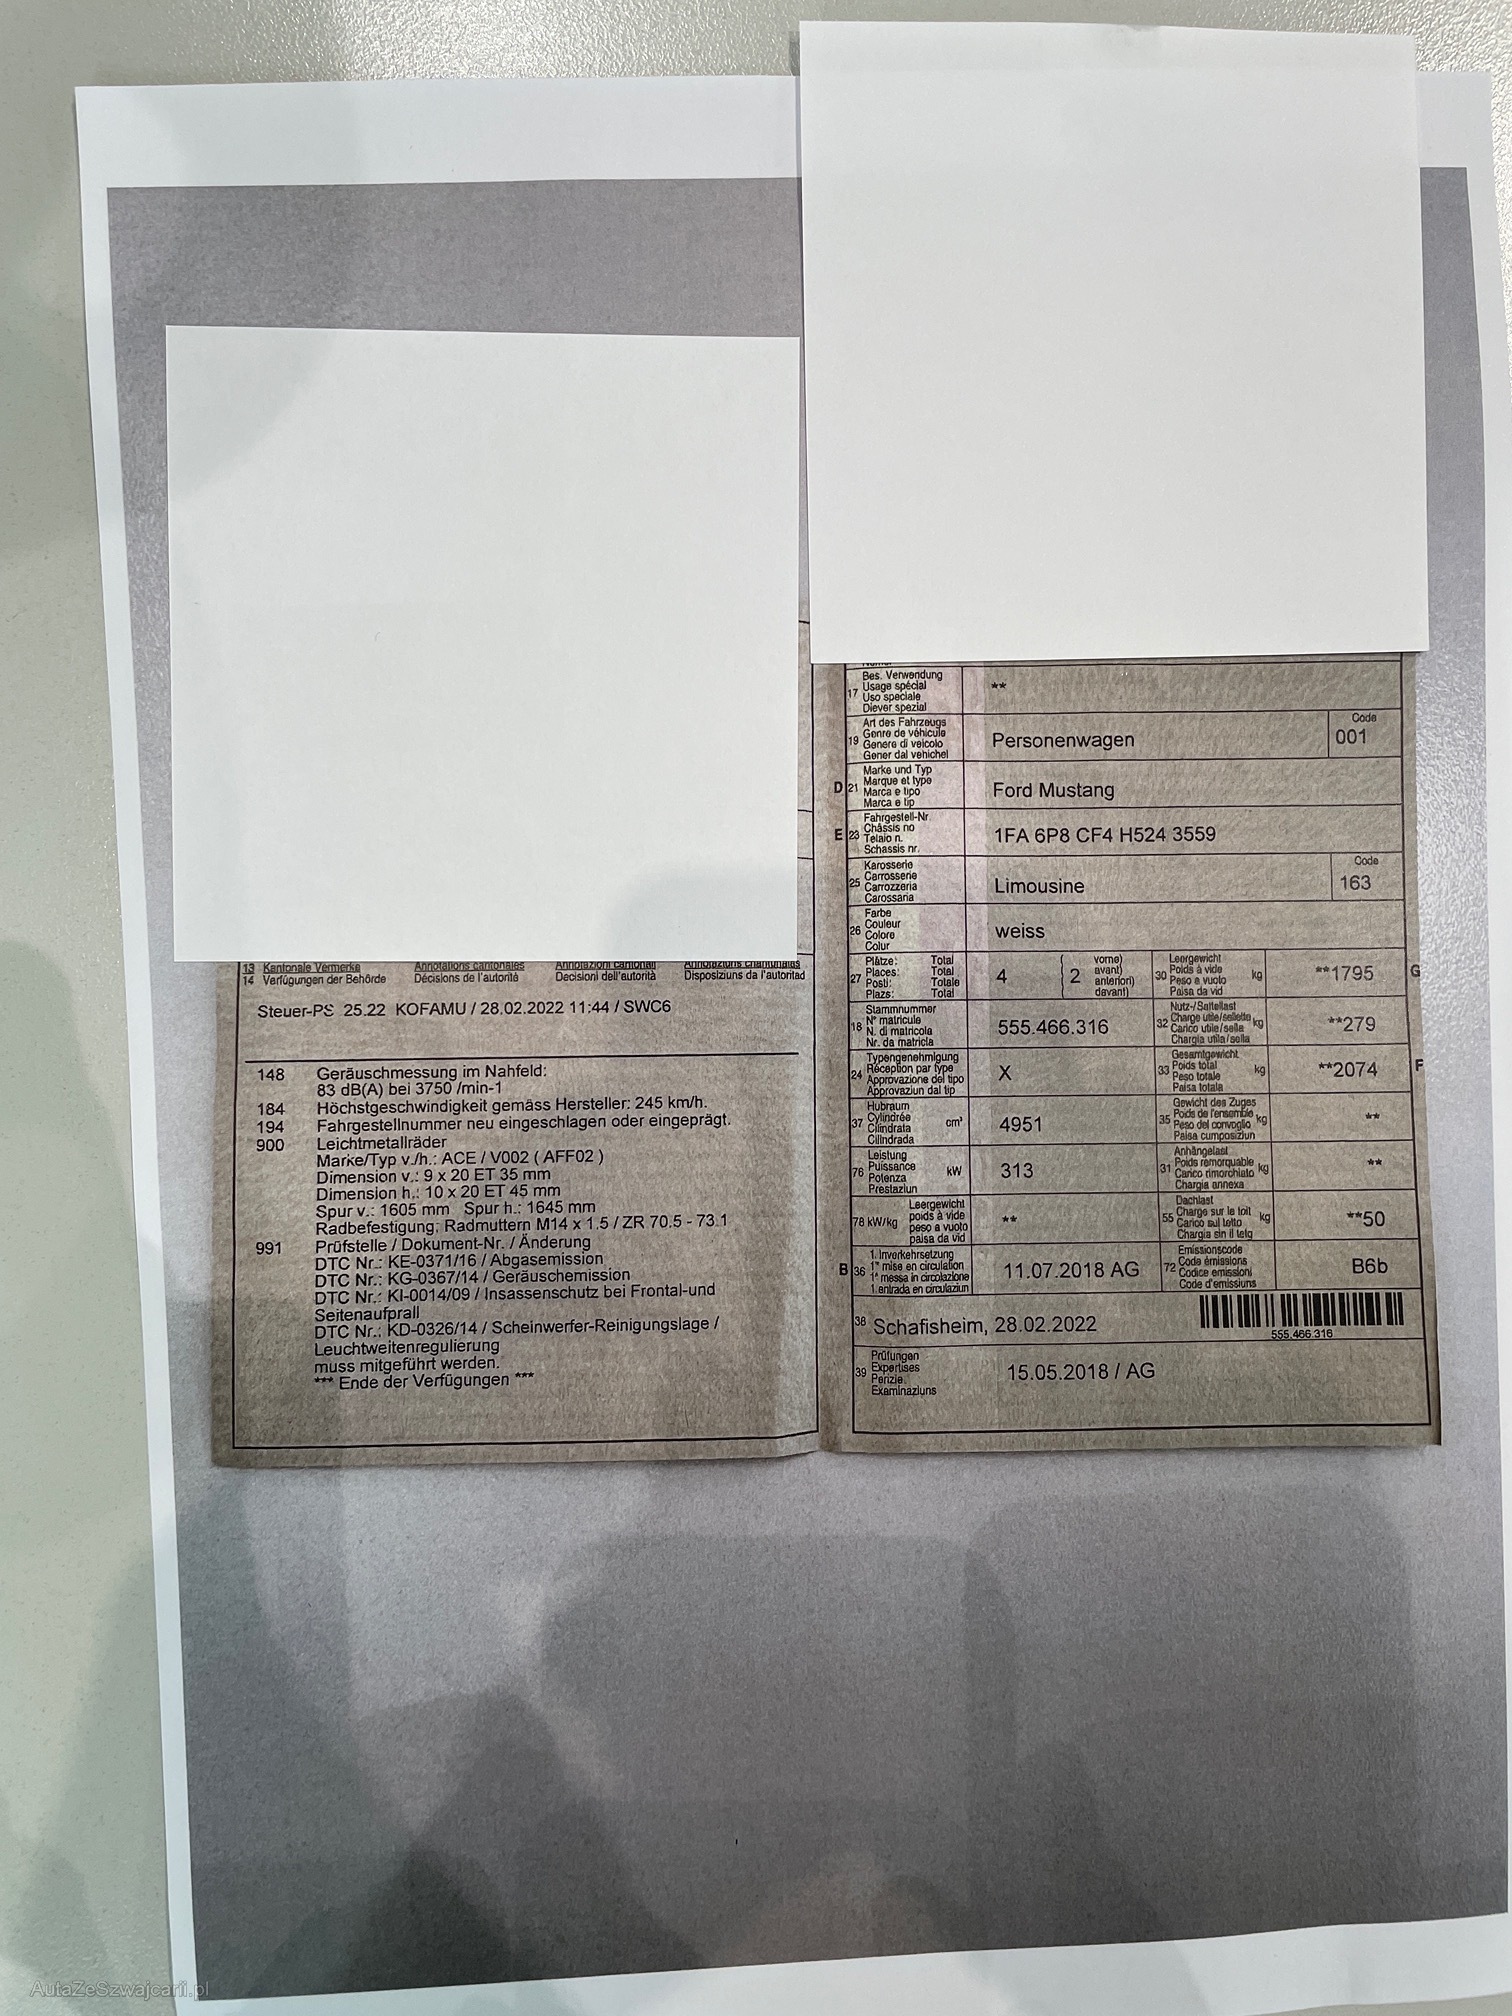 13 Kantonale Vermerke Annotations cantonales Annotazioni cantonali Annotaziuns chantunalas
14 Verfügungen der Behörde Décisions de l'autorité Decisioni dell'autorità Disposiziuns da l'autoritad
Steuer-PS 25.22 KOFAMU / 28.02.2022 11:44 / SWC6
148 Geräuschmessung im Nahfeld:
83 dB(A) bei 3750 /min-1
184 Höchstgeschwindigkeit gemäss Hersteller: 245 km/h.
194 Fahrgestellnummer neu eingeschlagen oder eingeprägt.
900 Leichtmetallräder
Marke/Typ v./h.: ACE / V002 ( AFF02 )
Dimension v.: 9 x 20 ET 35 mm
Dimension h.: 10 x 20 ET 45 mm
Spur v.: 1605 mm Spur h.: 1645 mm
Radbefestigung: Radmuttern M14 x 1.5 / ZR 70.5 - 73.1
991 Prüfstelle / Dokument-Nr. / Änderung
DTC Nr.: KE-0371/16 / Abgasemission
DTC Nr.: KG-0367/14 / Geräuschemission
DTC Nr.: KI-0014/09 / Insassenschutz bei Frontal-und
Seitenaufprall
DTC Nr.: KD-0326/14 / Scheinwerfer-Reinigungslage /
Leuchtweitenregulierung
muss mitgeführt werden.
*** Ende der Verfügungen ***
Bes. Verwendung
17 Usage spécial **
Uso speciale
Diever spezial
Art des Fahrzeugs Code
19 Genre de véhicule Personenwagen 001
Genere di veicolo
Gener dal vehichel
Marke und Typ
D 21 Marque et type Ford Mustang
Marca e tipo
Marca e tip
Fahrgestell-Nr
E 23 Châssis no 1FA 6P8 CF4 H524 3559
Telaio n.
Schassis nr.
Karosserie Code
25 Carrosserie Limousine 163
Carrozzeria
Carossaria
Farbe
26 Couleur weiss
Colore
Colur
Plätze: Total vorne) Leergewicht
27 Places: Total 4 ( 2 avant) 30 Poids à vide kg **1795 G
Posti: Totale anteriori) Peso a vuoto
Plazs: Total davant) Paisa da vid
Stammnummer Nutz-/Sattellast
18 N° matricule 555.466.316 32 Charge utile/sellette kg **279
N. di matricola Carico utile/sella
Nr. da matricla Chargia utila/sella
Typengenehmigung Gesamtgewicht
24 Réception par type X 33 Poids total kg **2074 F
Approvazione del tipo Peso totale
Approvaziun dal tip Paisa totala
Hubraum Gewicht des Zuges
37 Cylindrée cm³ 4951 35 Poids de l'ensemble kg **
Cilindrata Peso del convoglio
Cilindrada Paisa cumposiziun
Leistung Anhängelast
76 Puissance kW 313 31 Poids remorquable kg **
Potenza Carico rimorchiato
Prestaziun Chargia annexa
Leergewicht Dachlast
78 kW/kg poids à vide ** 55 Charge sur le toit kg **50
peso a vuoto Carico sul tetto
paisa da vid Chargia sin il tetg
1. Inverkehrsetzung Emissionscode
B 36 1re mise en circulation 11.07.2018 AG 72 Code émissions B6b
1a messa in circolazione Codice emissioni
1. entrada en circulaziun Code d'emissiuns
38 Schafisheim, 28.02.2022
555.466.316
Prüfungen
39 Expertises 15.05.2018 / AG
Perizie
Examinaziuns
AutaZeSzwajcarii.pl